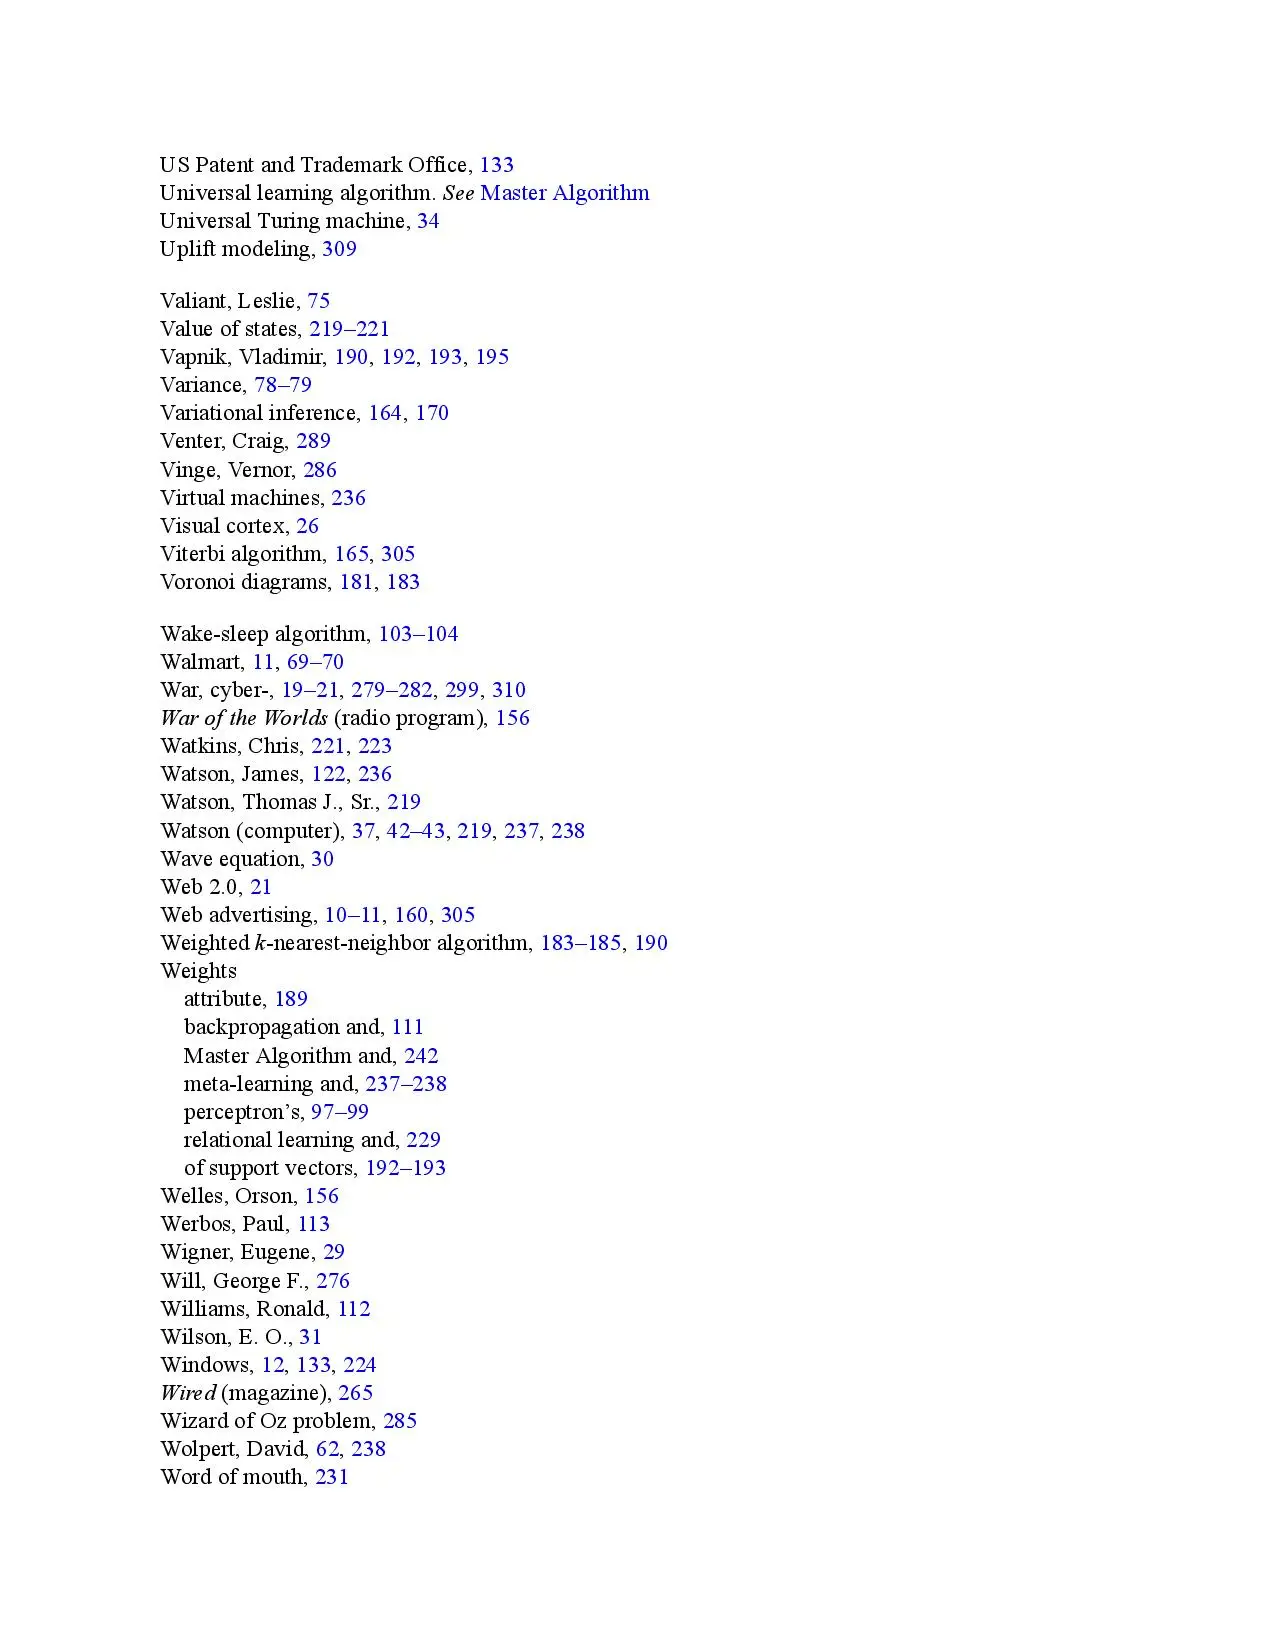 US Patent and Trademark Office, 133
Universal learning algorithm. See Master Algorithm
Universal Turing machine, 34
Uplift modeling, 309
Valiant, Leslie, 75
Value of states, 219–221
Vapnik, Vladimir, 190, 192, 193, 195
Variance, 78–79
Variational inference, 164, 170
Venter, Craig, 289
Vinge, Vernor, 286
Virtual machines, 236
Visual cortex, 26
Viterbi algorithm, 165, 305
Voronoi diagrams, 181, 183
Wake-sleep algorithm, 103–104
Walmart, 11, 69–70
War, cyber-, 19–21, 279–282, 299, 310
War of the Worlds (radio program), 156
Watkins, Chris, 221, 223
Watson, James, 122, 236
Watson, Thomas J., Sr., 219
Watson (computer), 37, 42–43, 219, 237, 238
Wave equation, 30
Web 2.0, 21
Web advertising, 10–11, 160, 305
Weighted k-nearest-neighbor algorithm, 183–185, 190
Weights
attribute, 189
backpropagation and, 111
Master Algorithm and, 242
meta-learning and, 237–238
perceptron’s, 97–99
relational learning and, 229
of support vectors, 192–193
Welles, Orson, 156
Werbos, Paul, 113
Wigner, Eugene, 29
Will, George F., 276
Williams, Ronald, 112
Wilson, E. O., 31
Windows, 12, 133, 224
Wired (magazine), 265
Wizard of Oz problem, 285
Wolpert, David, 62, 238
Word of mouth, 231